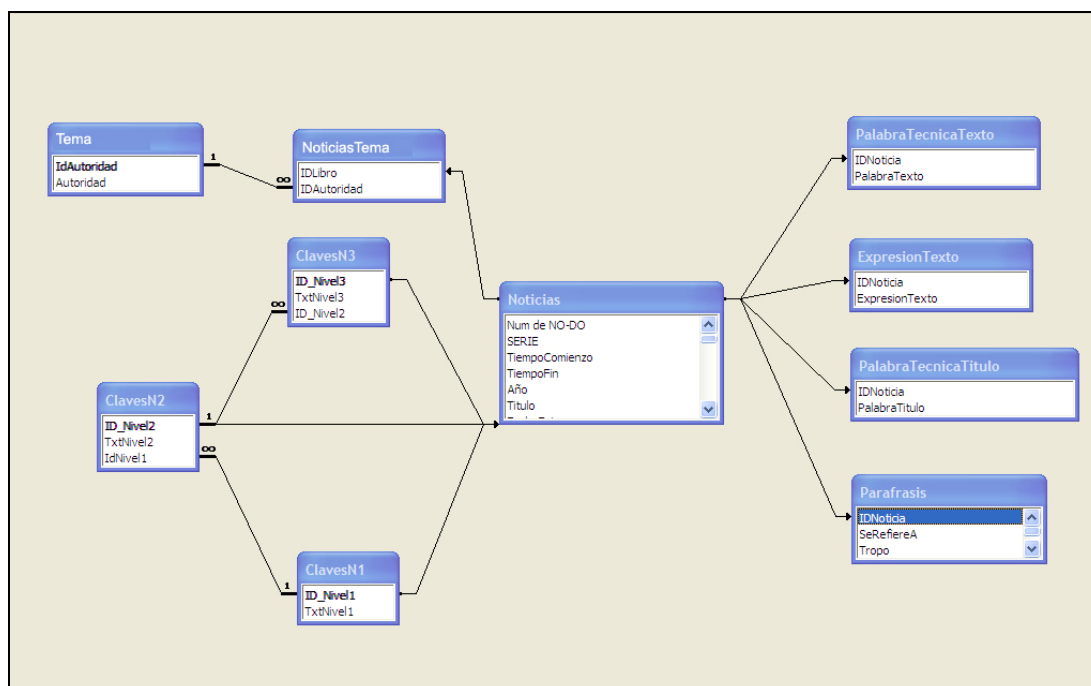 Tema
IdAutoridad
Autoridad
1
∞
NoticiasTema
IDLibro
IDAutoridad
ClavesN3
ID_Nivel3
TxtNivel3
ID_Nivel2
∞
ClavesN2
ID_Nivel2
TxtNivel2
IdNivel1
1
∞
ClavesN1
ID_Nivel1
TxtNivel1
1
Noticias
Num de NO-DO
SERIE
TiempoComienzo
TiempoFin
Año
Titulo
PalabraTecnicaTexto
IDNoticia
PalabraTexto
ExpresionTexto
IDNoticia
ExpresionTexto
PalabraTecnicaTitulo
IDNoticia
PalabraTitulo
Parafrasis
IDNoticia
SeRefiereA
Tropo